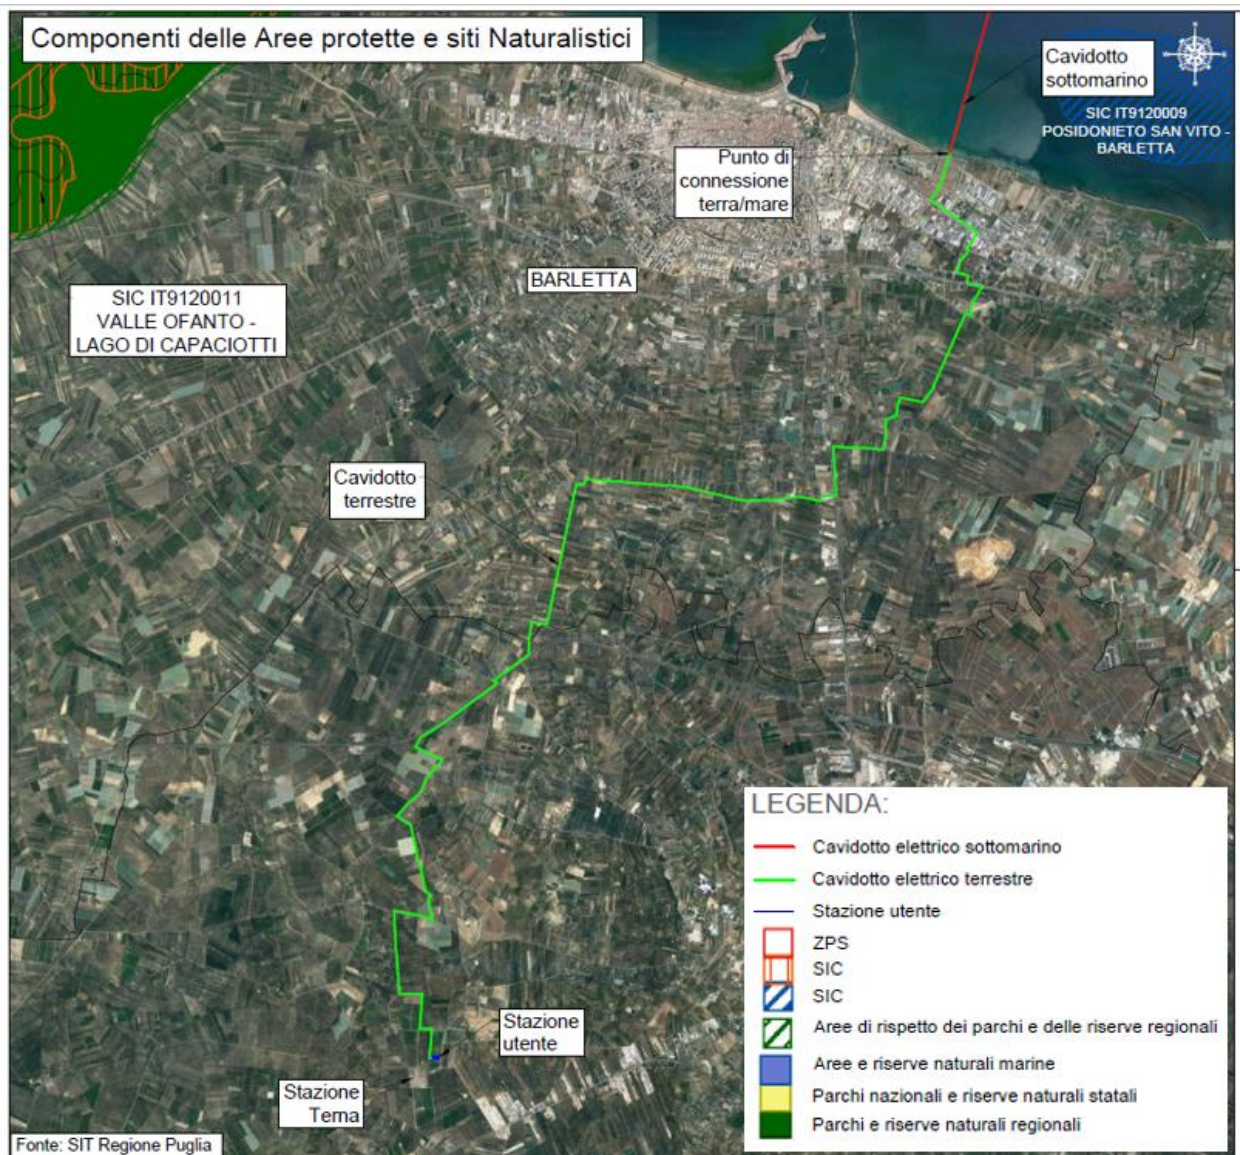 Componenti delle Aree protette e siti Naturalistici
Cavidotto
sottomarino
SIC IT9120009
POSIDONIETO SAN VITO -
BARLETTA
Punto di
connessione
terra/mare
BARLETTA
SIC IT9120011
VALLE OFANTO -
LAGO DI CAPACIOTTI
Cavidotto
terrestre
Stazione
utente
Stazione
Terna
LEGENDA:
Cavidotto elettrico sottomarino
Cavidotto elettrico terrestre
Stazione utente
ZPS
SIC
SIC
Aree di rispetto dei parchi e delle riserve regionali
Aree e riserve naturali marine
Parchi nazionali e riserve naturali statali
Parchi e riserve naturali regionali
Fonte: SIT Regione Puglia